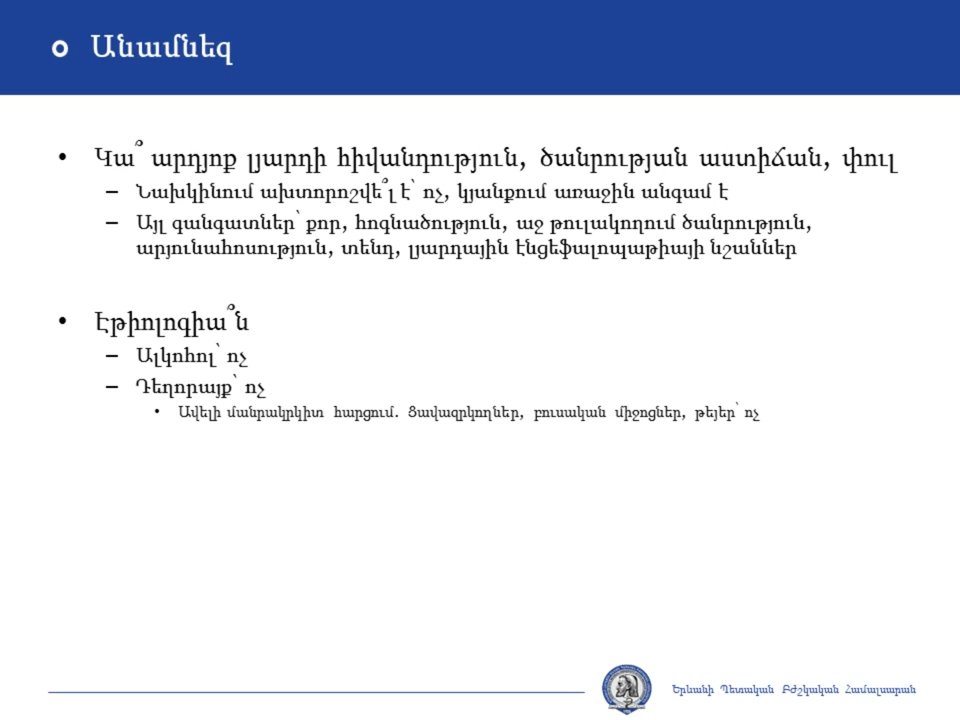 Անամնեզ
• Կա՞ արդյոք լյարդի հիվանդություն, ծանրության աստիճան, փուլ
– Նախկինում ախտորոշվե՞լ է՝ ոչ, կյանքում առաջին անգամ է
– Այլ գանգատներ՝ քոր, հոգնածություն, աջ թուլակողում ծանրություն,
արյունահոսություն, տենդ, լյարդային էնցեֆալոպաթիայի նշաններ
• Էթիոլոգիա՞ն
– Ալկոհոլ՝ ոչ
– Դեղորայք՝ ոչ
• Ավելի մանրակրկիտ հարցում. Ցավազրկողներ, բուսական միջոցներ, թեյեր՝ ոչ
Երևանի Պետական Բժշկական Համալսարան